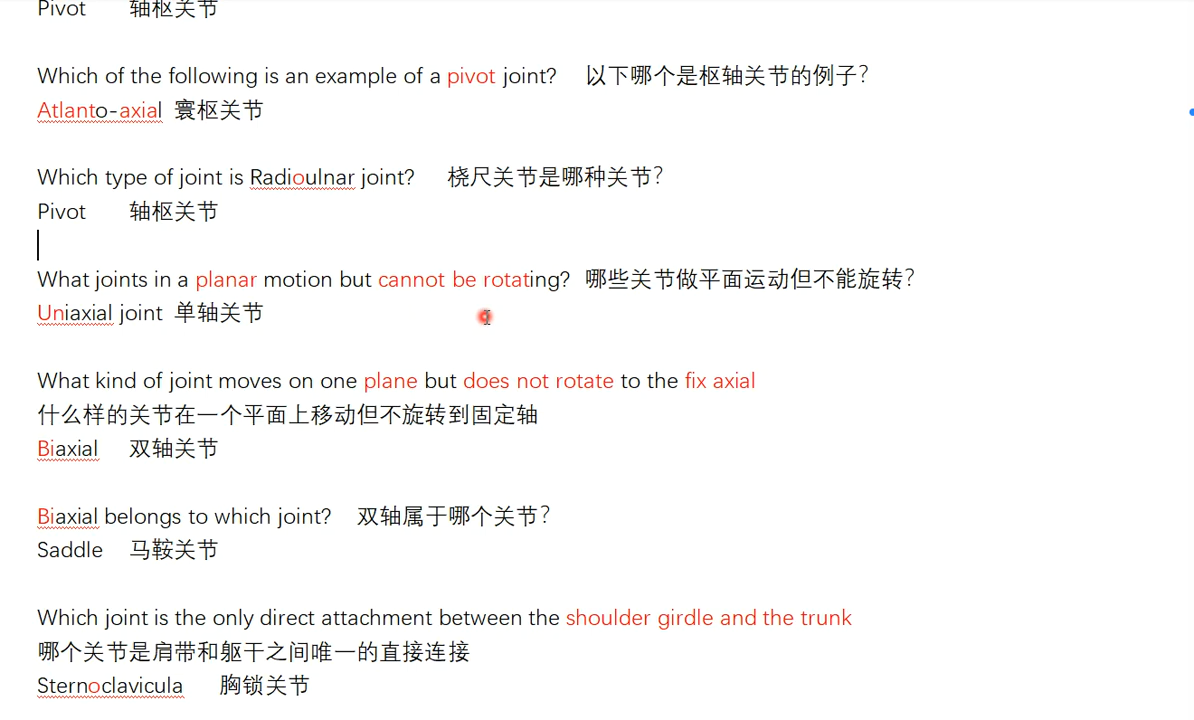 Pivot 轴枢关节
Which of the following is an example of a pivot joint? 以下哪个是枢轴关节的例子?
Atlanto-axial 寰枢关节
Which type of joint is Radioulnar joint? 桡尺关节是哪种关节?
Pivot 轴枢关节
What joints in a planar motion but cannot be rotating? 哪些关节做平面运动但不能旋转?
Uniaxial joint 单轴关节
What kind of joint moves on one plane but does not rotate to the fix axial
什么样的关节在一个平面上移动但不旋转到固定轴
Biaxial 双轴关节
Biaxial belongs to which joint? 双轴属于哪个关节?
Saddle 马鞍关节
Which joint is the only direct attachment between the shoulder girdle and the trunk
哪个关节是肩带和躯干之间唯一的直接连接
Sternoclavicula 胸锁关节